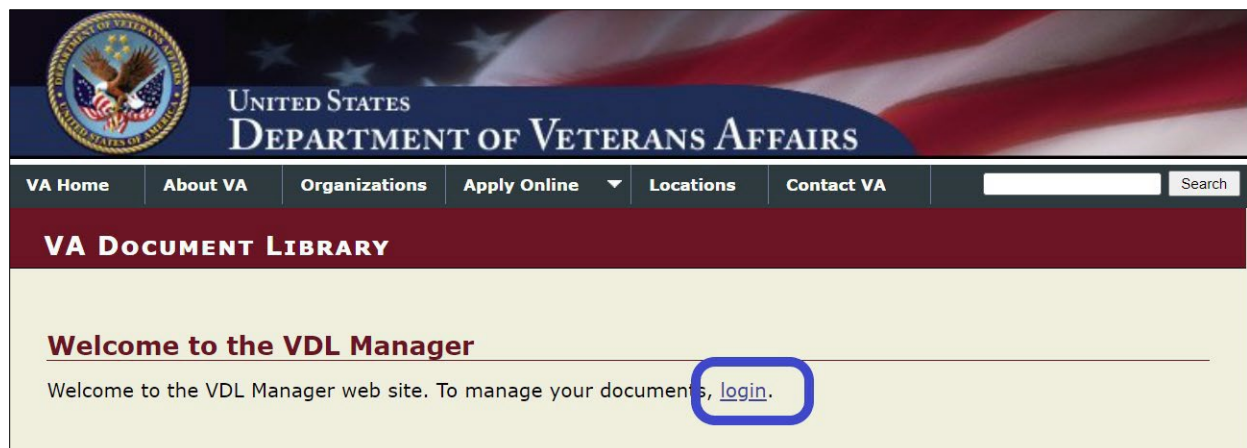 UNITED STATES
DEPARTMENT OF VETERANS AFFAIRS
VA Home About VA Organizations Apply Online Locations Contact VA Search
VA DOCUMENT LIBRARY
Welcome to the VDL Manager
Welcome to the VDL Manager web site. To manage your documents, login.